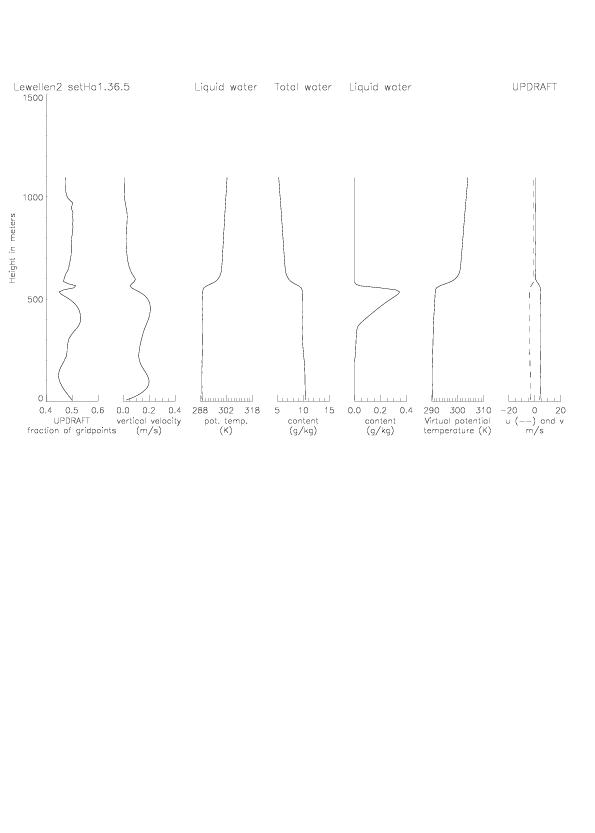 Lewellen2 setHa1.36.5 Liquid water Total water Liquid water UPDRAFT
1500
1000
Height in meters
500
0
0.4 0.5 0.6 0.0 0.2 0.4 288 302 318 5 10 15 0.0 0.2 0.4 290 300 310 −20 0 20
UPDRAFT vertical velocity pot. temp. content content Virtual potential u (−−) and v
fraction of gridpoints (m/s) (K) (g/kg) (g/kg) temperature (K) m/s